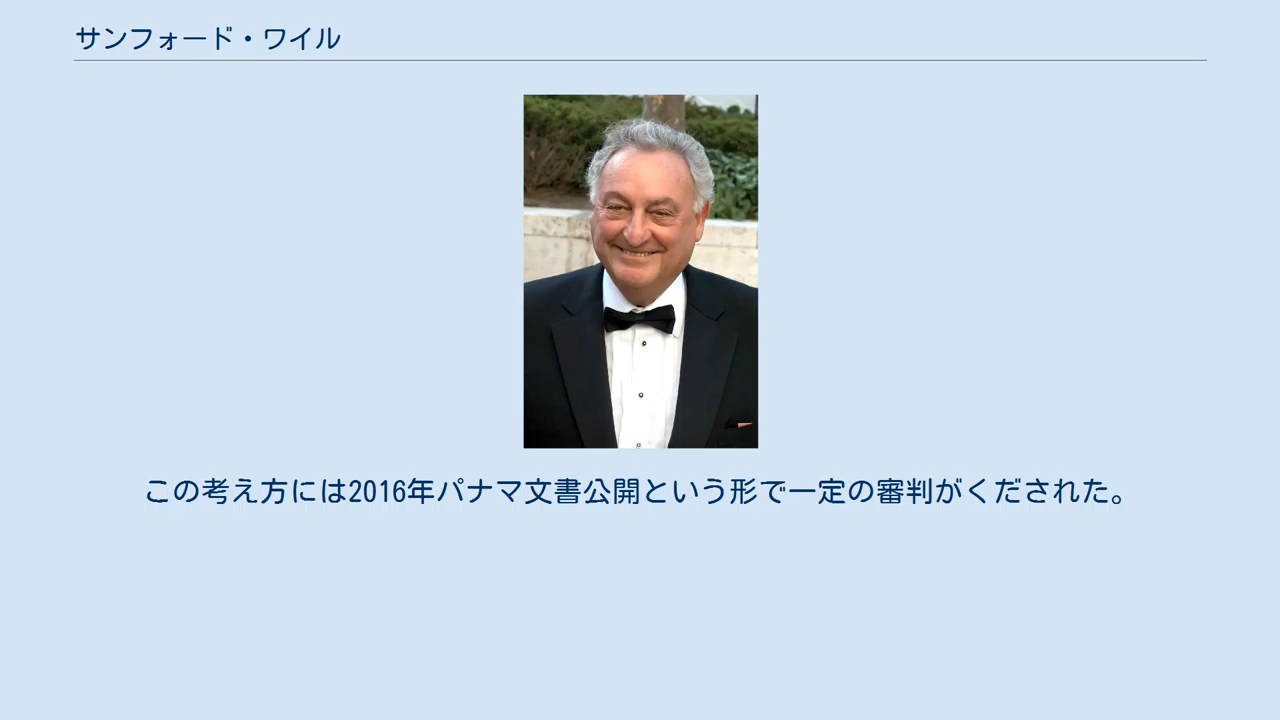 サンフォード・ワイル
この考え方には2016年パナマ文書公開という形で一定の審判がくだされた。